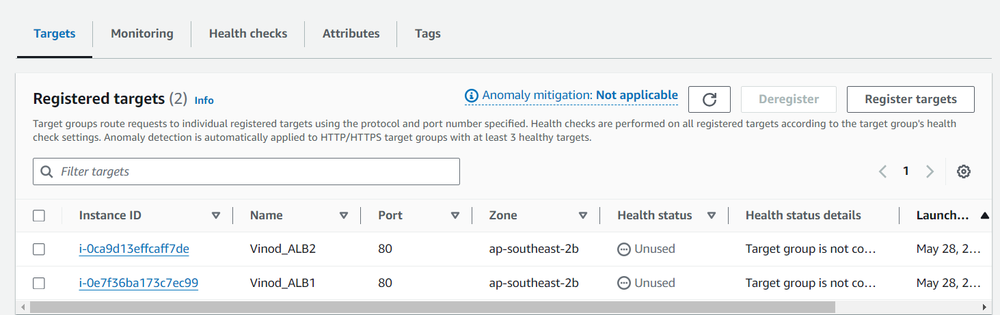 Targets Monitoring Health checks Attributes Tags
Registered targets (2) Info Anomaly mitigation: Not applicable Deregister Register targets
Target groups route requests to individual registered targets using the protocol and port number specified. Health checks are performed on all registered targets according to the target group's health
check settings. Anomaly detection is automatically applied to HTTP/HTTPS target groups with at least 3 healthy targets.
Filter targets 1
Instance ID Name Port Zone Health status Health status details Launch...
i-0ca9d13effcaff7de Vinod_ALB2 80 ap-southeast-2b Unused Target group is not co... May 28, 2...
i-0e7f36ba173c7ec99 Vinod_ALB1 80 ap-southeast-2b Unused Target group is not co... May 28, 2...